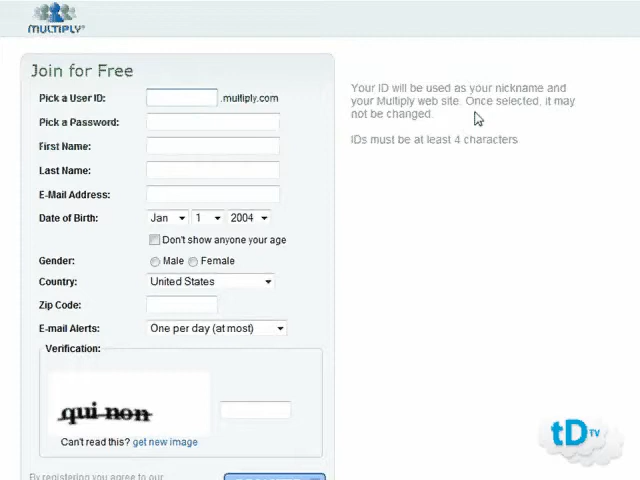 MULTIPLY
Join for Free
Pick a User ID: .multiply.com
Pick a Password:
First Name:
Last Name:
E-Mail Address:
Date of Birth: Jan 1 2004
Don't show anyone your age
Gender: Male Female
Country: United States
Zip Code:
E-mail Alerts: One per day (at most)
Verification:
qui non
Can't read this? get new image
By registering you agree to our
Your ID will be used as your nickname and
your Multiply web site. Once selected, it may
not be changed.
IDs must be at least 4 characters
tD TV